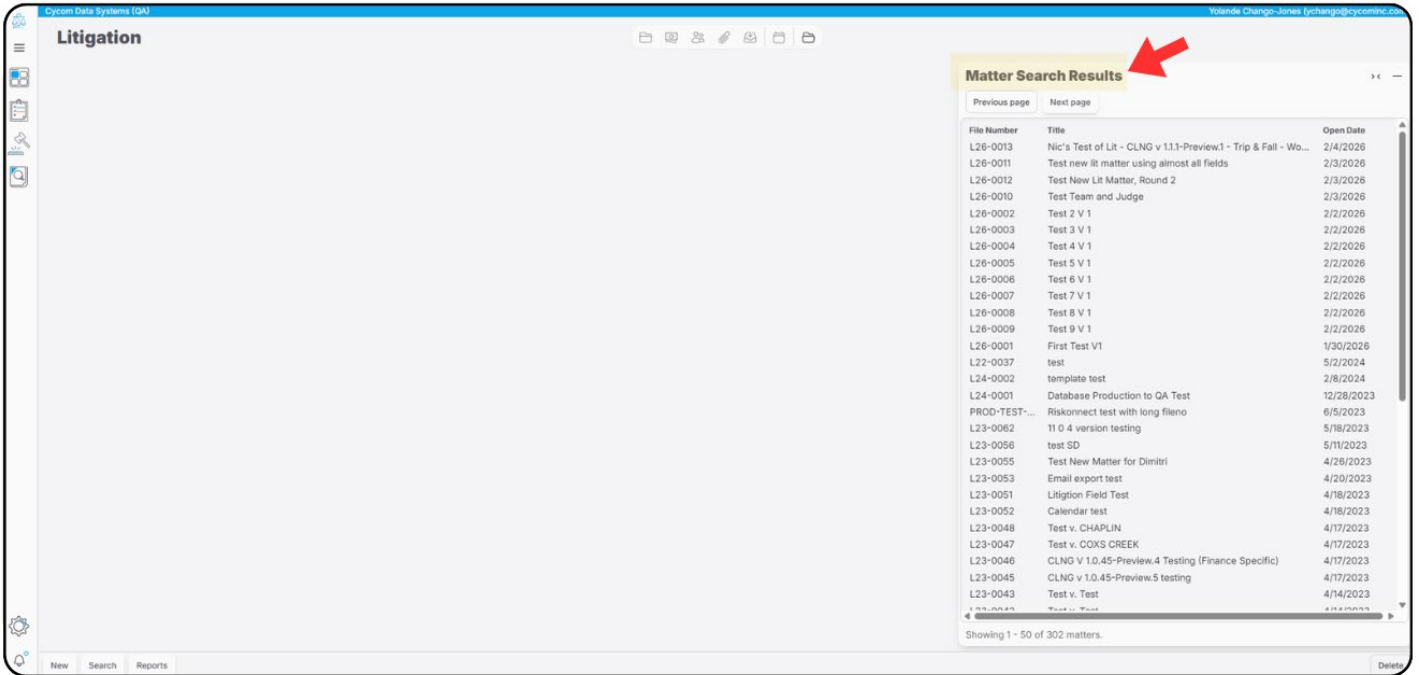 Cycom Data Systems (QA) Yolande Chango-Jones (ychango@cycominc.com
Litigation
Matter Search Results
Previous page Next page
File Number Title Open Date
L26-0013 Nic's Test of Lit - CLNG v 1.1.1-Preview.1 - Trip & Fall - Wo... 2/4/2026
L26-0011 Test new lit matter using almost all fields 2/3/2026
L26-0012 Test New Lit Matter, Round 2 2/3/2026
L26-0010 Test Team and Judge 2/3/2026
L26-0002 Test 2 V 1 2/2/2026
L26-0003 Test 3 V 1 2/2/2026
L26-0004 Test 4 V 1 2/2/2026
L26-0005 Test 5 V 1 2/2/2026
L26-0006 Test 6 V 1 2/2/2026
L26-0007 Test 7 V 1 2/2/2026
L26-0008 Test 8 V 1 2/2/2026
L26-0009 Test 9 V 1 2/2/2026
L26-0001 First Test V1 1/30/2026
L22-0037 test 5/2/2024
L24-0002 template test 2/8/2024
L24-0001 Database Production to QA Test 12/28/2023
PROD-TEST-... Riskonnect test with long fileno 6/5/2023
L23-0062 11 0 4 version testing 5/18/2023
L23-0056 test SD 5/11/2023
L23-0055 Test New Matter for Dimitri 4/26/2023
L23-0053 Email export test 4/20/2023
L23-0051 Litigtion Field Test 4/18/2023
L23-0052 Calendar test 4/18/2023
L23-0048 Test v. CHAPLIN 4/17/2023
L23-0047 Test v. COXS CREEK 4/17/2023
L23-0046 CLNG V 1.0.45-Preview.4 Testing (Finance Specific) 4/17/2023
L23-0045 CLNG v 1.0.45-Preview.5 testing 4/17/2023
L23-0043 Test v. Test 4/14/2023
Showing 1 - 50 of 302 matters.
New Search Reports Delete